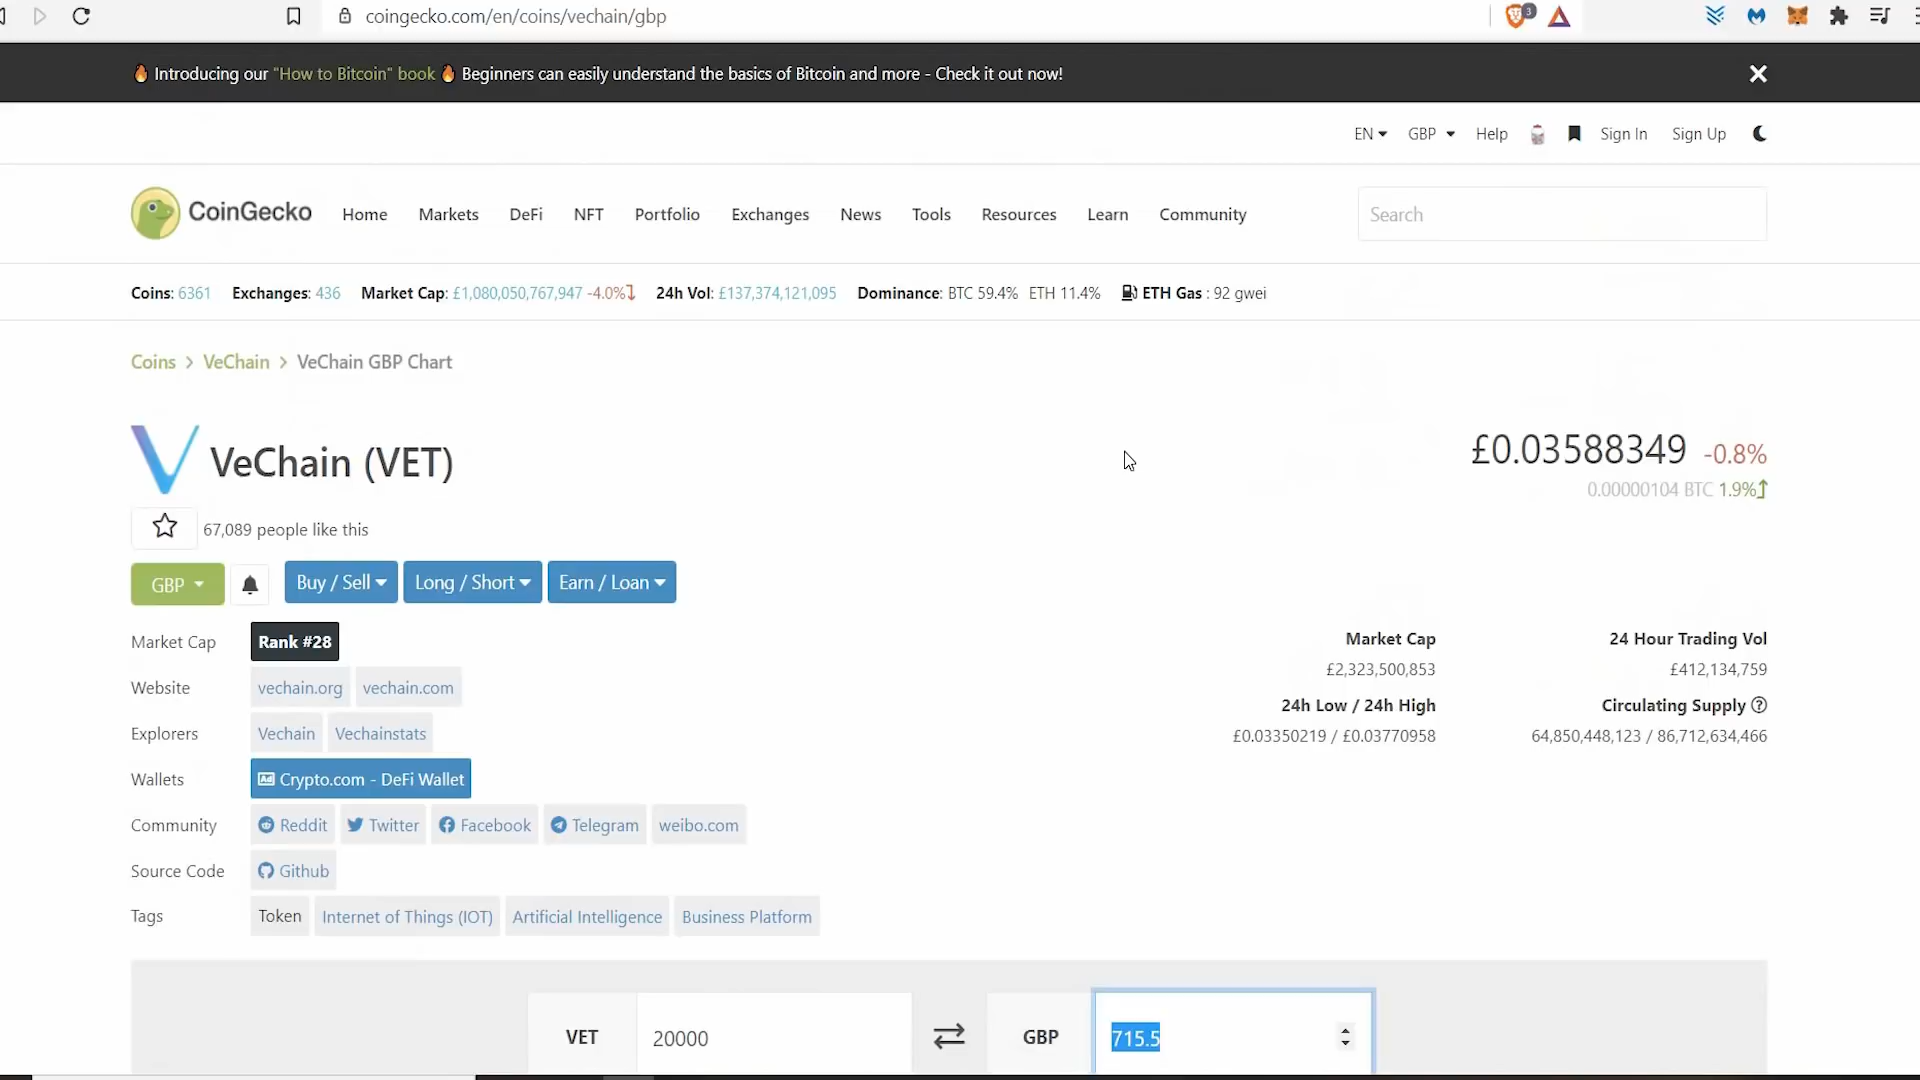 coingecko.com/en/coins/vechain/gbp
3
Introducing our "How to Bitcoin" book Beginners can easily understand the basics of Bitcoin and more - Check it out now!
EN GBP Help Sign In Sign Up
CoinGecko Home Markets DeFi NFT Portfolio Exchanges News Tools Resources Learn Community Search
Coins: 6361 Exchanges: 436 Market Cap: £1,080,050,767,947 -4.0% 24h Vol: £137,374,121,095 Dominance: BTC 59.4% ETH 11.4% ETH Gas : 92 gwei
Coins > VeChain > VeChain GBP Chart
VeChain (VET) £0.03588349 -0.8%
0.00000104 BTC 1.9%
67,089 people like this
GBP Buy / Sell Long / Short Earn / Loan
Market Cap Rank #28 Market Cap 24 Hour Trading Vol
£2,323,500,853 £412,134,759
Website vechain.org vechain.com
24h Low / 24h High Circulating Supply ?
Explorers Vechain Vechainstats £0.03350219 / £0.03770958 64,850,448,123 / 86,712,634,466
Wallets Ad Crypto.com - DeFi Wallet
Community Reddit Twitter Facebook Telegram weibo.com
Source Code Github
Tags Token Internet of Things (IOT) Artificial Intelligence Business Platform
VET 20000 GBP 715.5